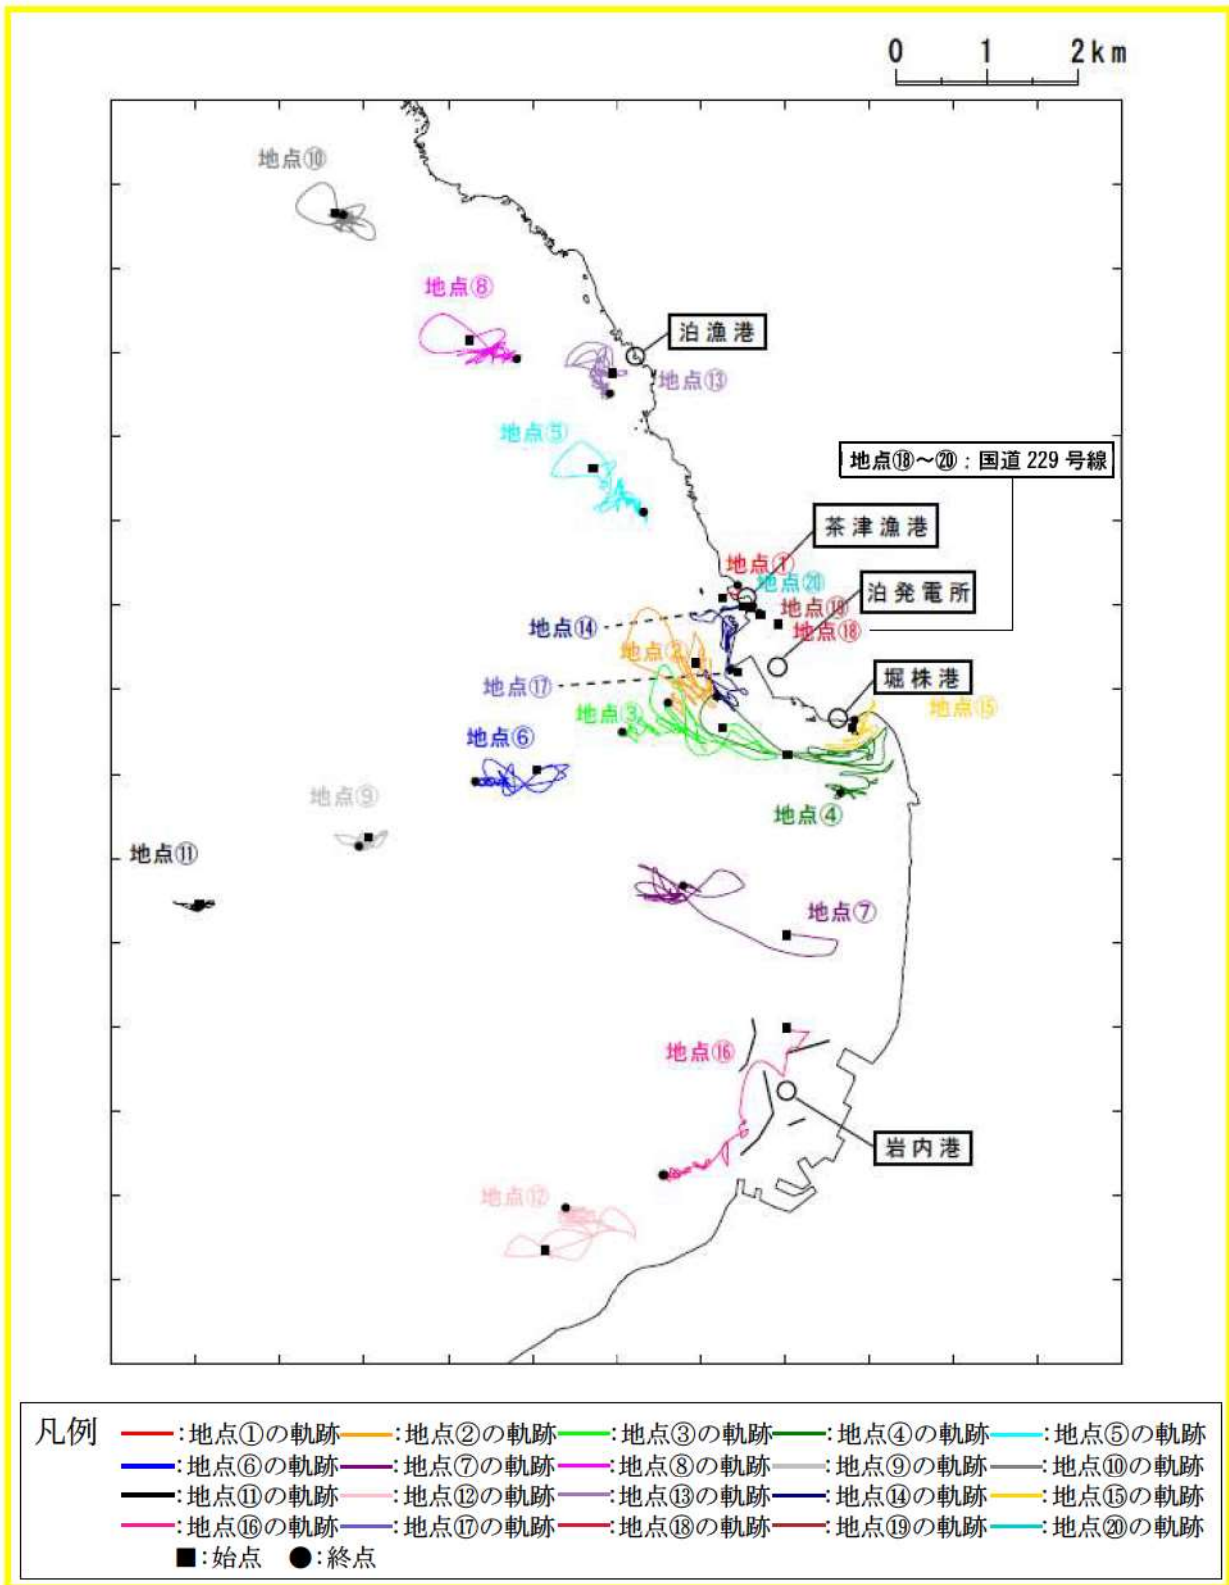 0 1 2km
地点⑩
地点⑧
泊漁港
地点⑬
地点⑤
地点⑱～⑳：国道229号線
茶津漁港
地点①
地点⑳
泊発電所
地点⑲
地点⑭
地点⑱
地点②
堀株港
地点⑰
地点⑮
地点③
地点⑥
地点⑨
地点④
地点⑪
地点⑦
地点⑯
岩内港
地点⑫
凡例 :地点①の軌跡 :地点②の軌跡 :地点③の軌跡 :地点④の軌跡 :地点⑤の軌跡
:地点⑥の軌跡 :地点⑦の軌跡 :地点⑧の軌跡 :地点⑨の軌跡 :地点⑩の軌跡
:地点⑪の軌跡 :地点⑫の軌跡 :地点⑬の軌跡 :地点⑭の軌跡 :地点⑮の軌跡
:地点⑯の軌跡 :地点⑰の軌跡 :地点⑱の軌跡 :地点⑲の軌跡 :地点⑳の軌跡
■:始点 ●:終点